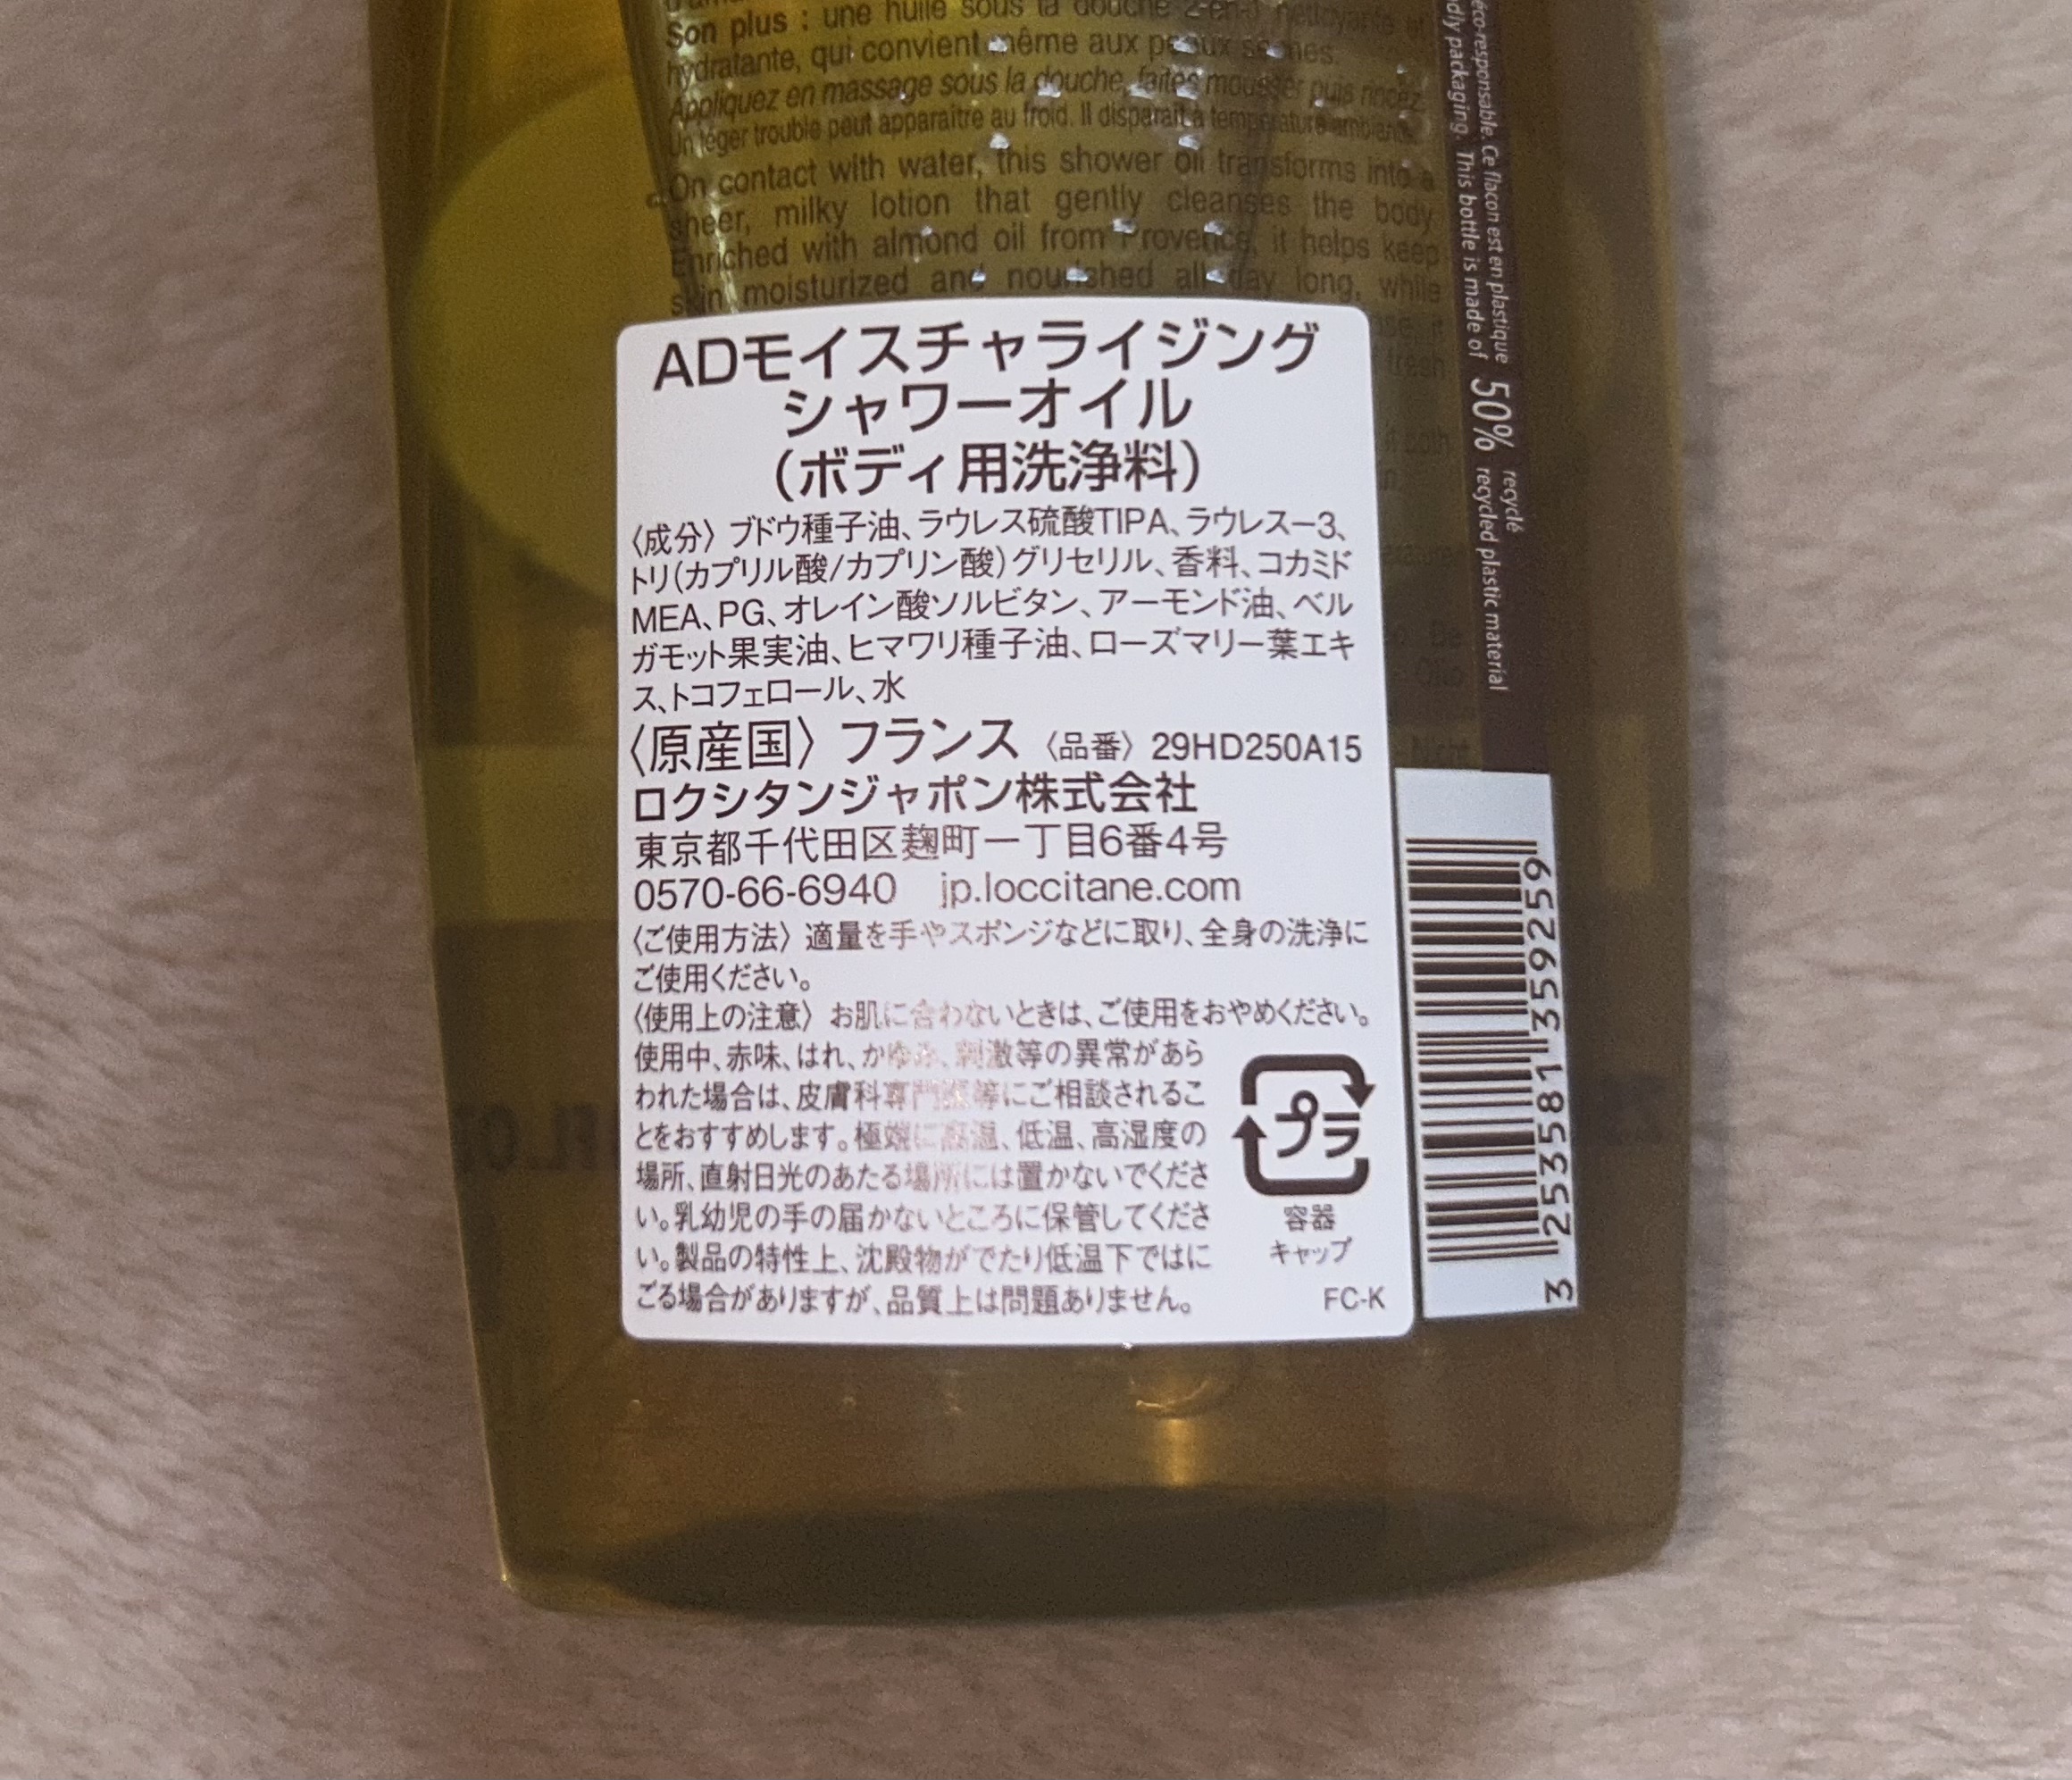 Son plus : une huile sous la douche 2-en-1 nettoyante et
hydratante, qui convient même aux peaux sèches.
Appliquez en massage sous la douche, faites mousser puis rincez.
Un léger trouble peut apparaître au froid. Il disparaît à température ambiante.
On contact with water, this shower oil transforms into a
sheer, milky lotion that gently cleanses the body.
Enriched with almond oil from Provence, it helps keep
skin moisturized and nourished all day long, while
fresh
ADモイスチャライジング
シャワーオイル
(ボディ用洗浄料)
〈成分〉ブドウ種子油、ラウレス硫酸TIPA、ラウレスー3、
トリ(カプリル酸/カプリン酸)グリセリル、香料、コカミド
MEA、PG、オレイン酸ソルビタン、アーモンド油、ベル
ガモット果実油、ヒマワリ種子油、ローズマリー葉エキ
ス、トコフェロール、水
〈原産国〉フランス 〈品番〉29HD250A15
ロクシタンジャポン株式会社
東京都千代田区麹町一丁目6番4号
0570-66-6940 jp.loccitane.com
〈ご使用方法〉適量を手やスポンジなどに取り、全身の洗浄に
ご使用ください。
〈使用上の注意〉お肌に合わないときは、ご使用をおやめください。
使用中、赤味、はれ、かゆみ、刺激等の異常があら
われた場合は、皮膚科専門医等にご相談されるこ
とをおすすめします。極端に高温、低温、高湿度の
場所、直射日光のあたる場所には置かないでくださ
い。乳幼児の手の届かないところに保管してくださ
い。製品の特性上、沈殿物がでたり低温下ではに
ごる場合がありますが、品質上は問題ありません。
プラ
容器
キャップ
FC-K
éco-responsable. Ce flacon est en plastique 50% recyclé
packaging. This bottle is made of 50% recycled plastic material
3 253581 359259